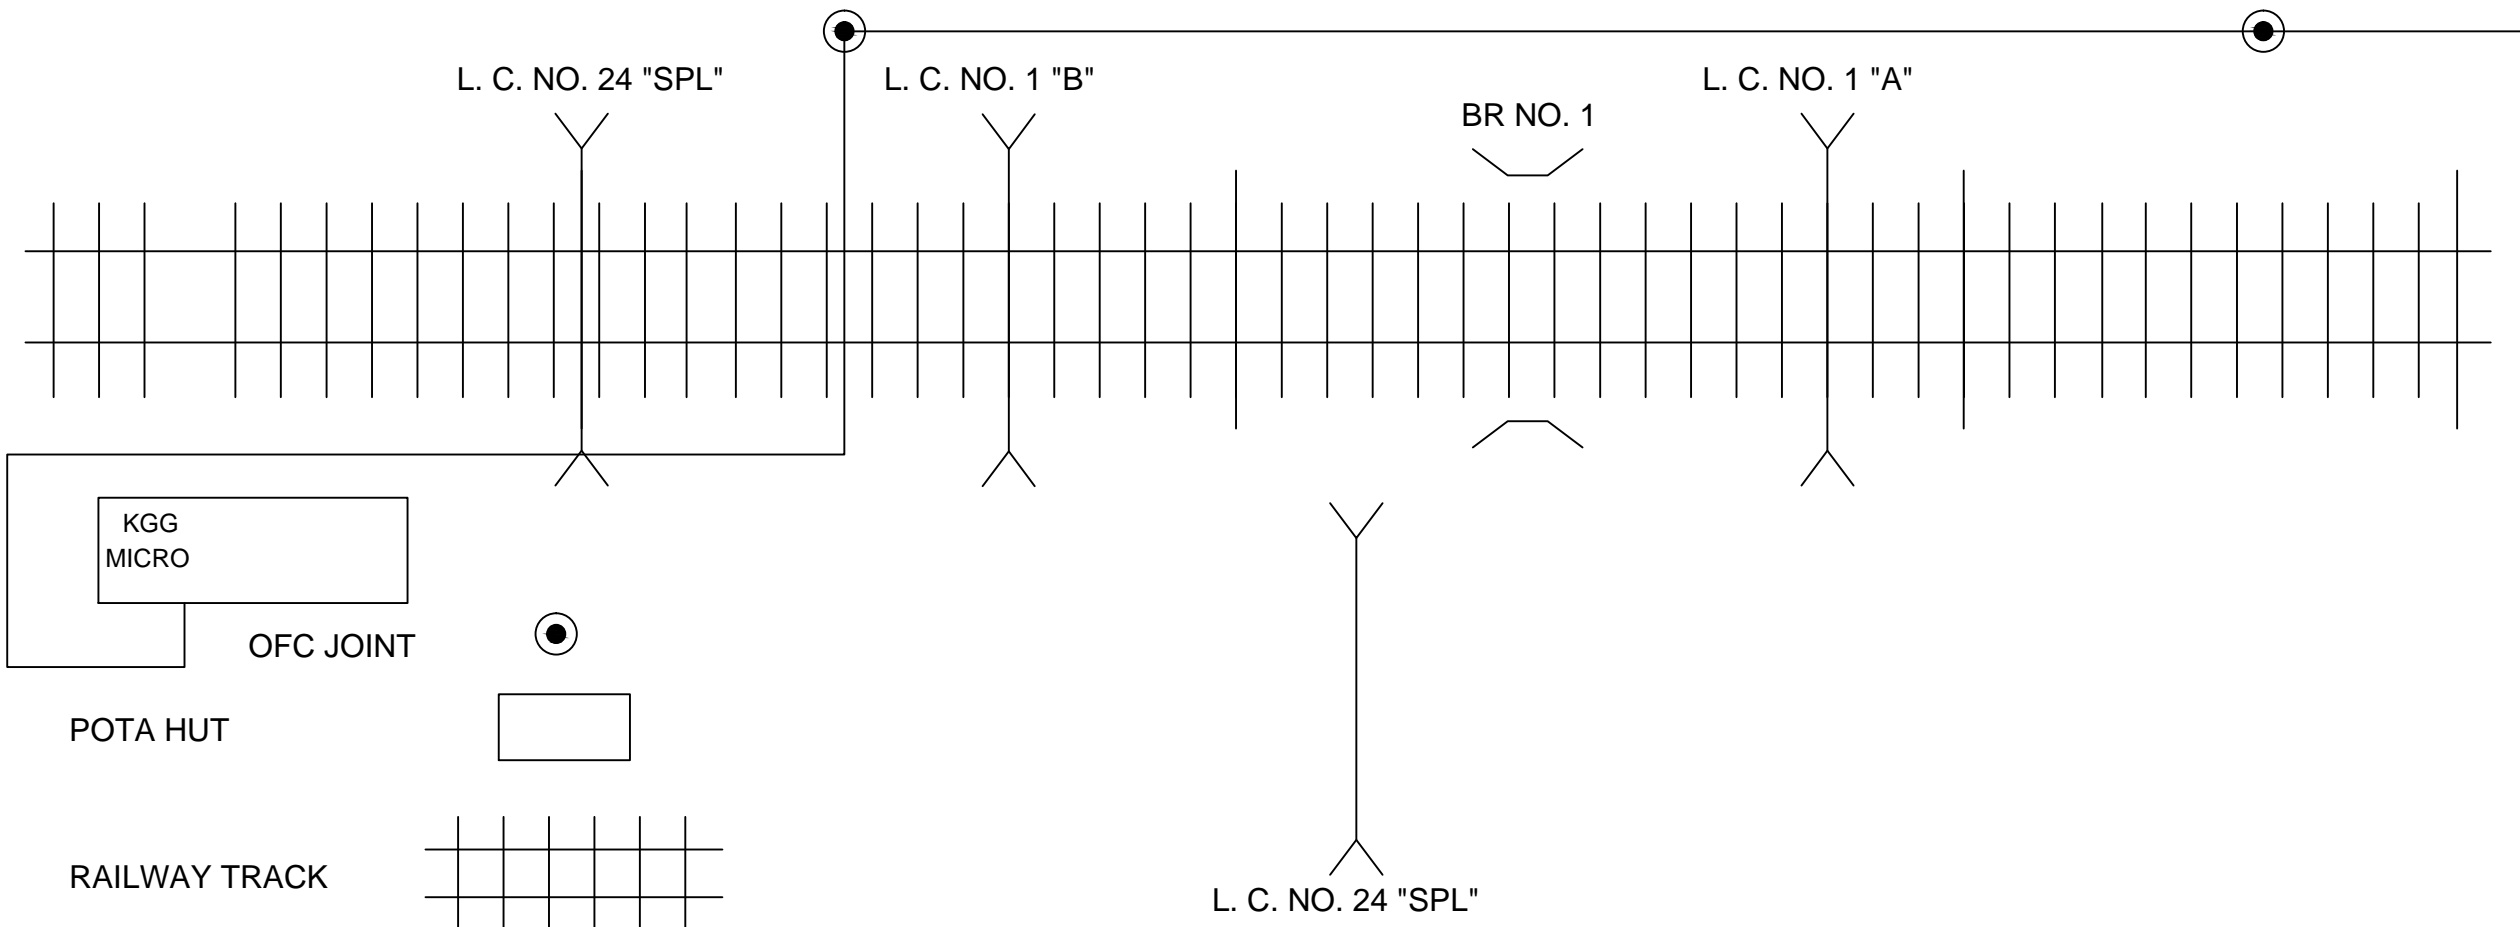 L. C. NO. 24 "SPL"
L. C. NO. 1 "B"
L. C. NO. 1 "A"
BR NO. 1
KGG
MICRO
OFC JOINT
POTA HUT
RAILWAY TRACK
L. C. NO. 24 "SPL"